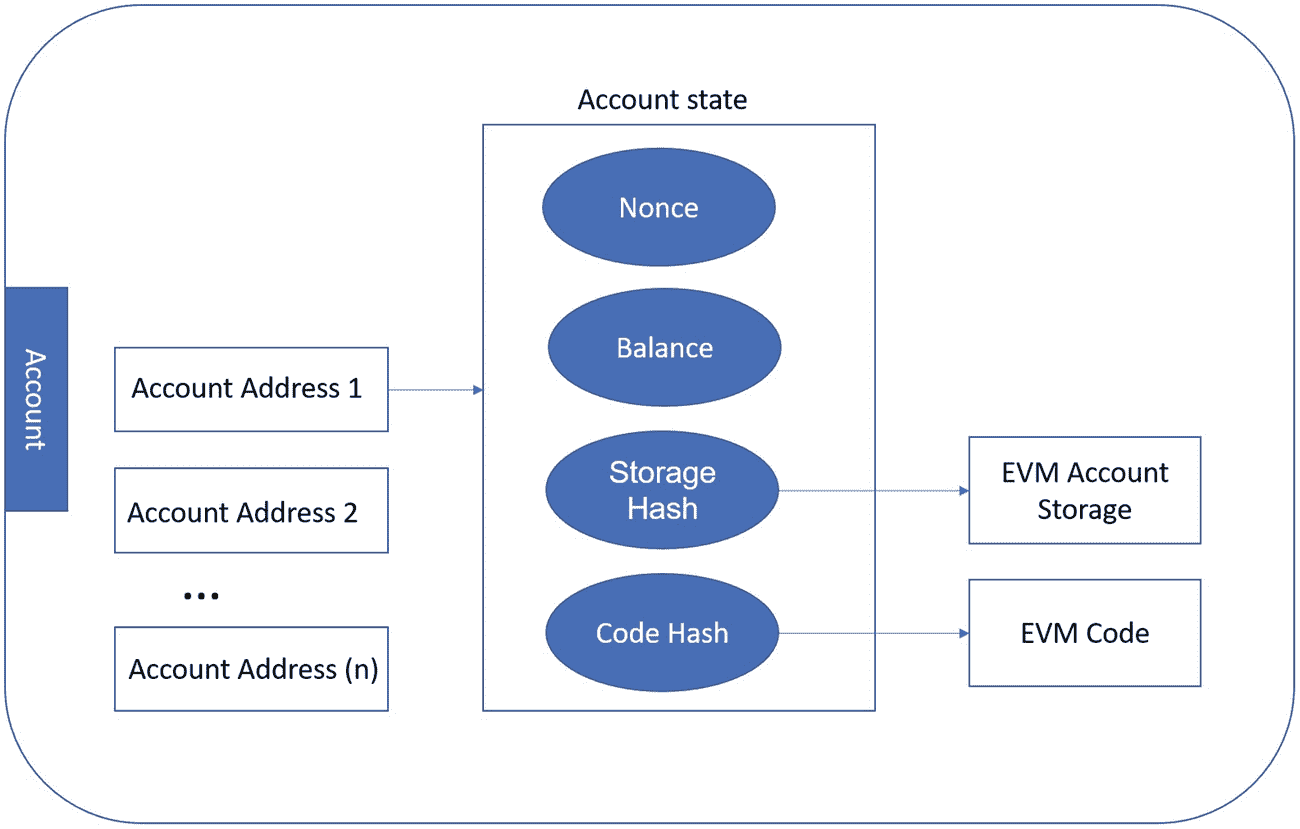 Account state
Nonce
Balance
Storage
Hash
Code Hash
Account
Account Address 1
Account Address 2
...
Account Address (n)
EVM Account
Storage
EVM Code